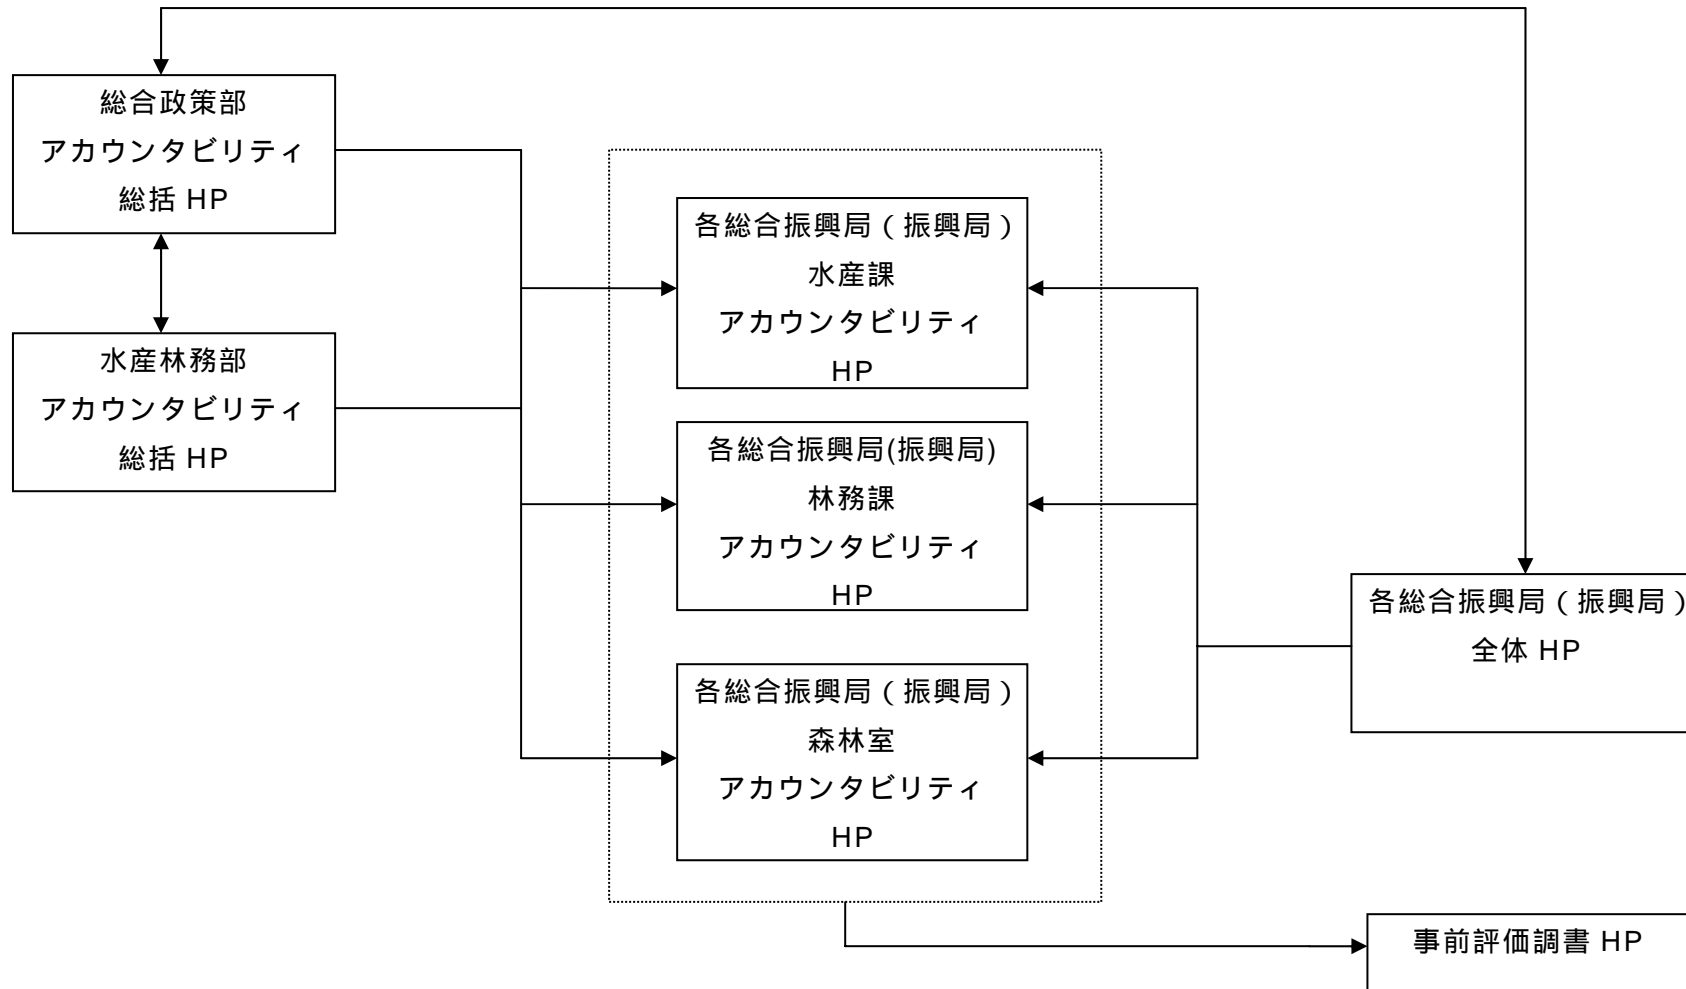 総合政策部
アカウンタビリティ
総括 HP
水産林務部
アカウンタビリティ
総括 HP
各総合振興局（振興局）
水産課
アカウンタビリティ
HP
各総合振興局(振興局)
林務課
アカウンタビリティ
HP
各総合振興局（振興局）
森林室
アカウンタビリティ
HP
各総合振興局（振興局）
全体 HP
事前評価調書 HP